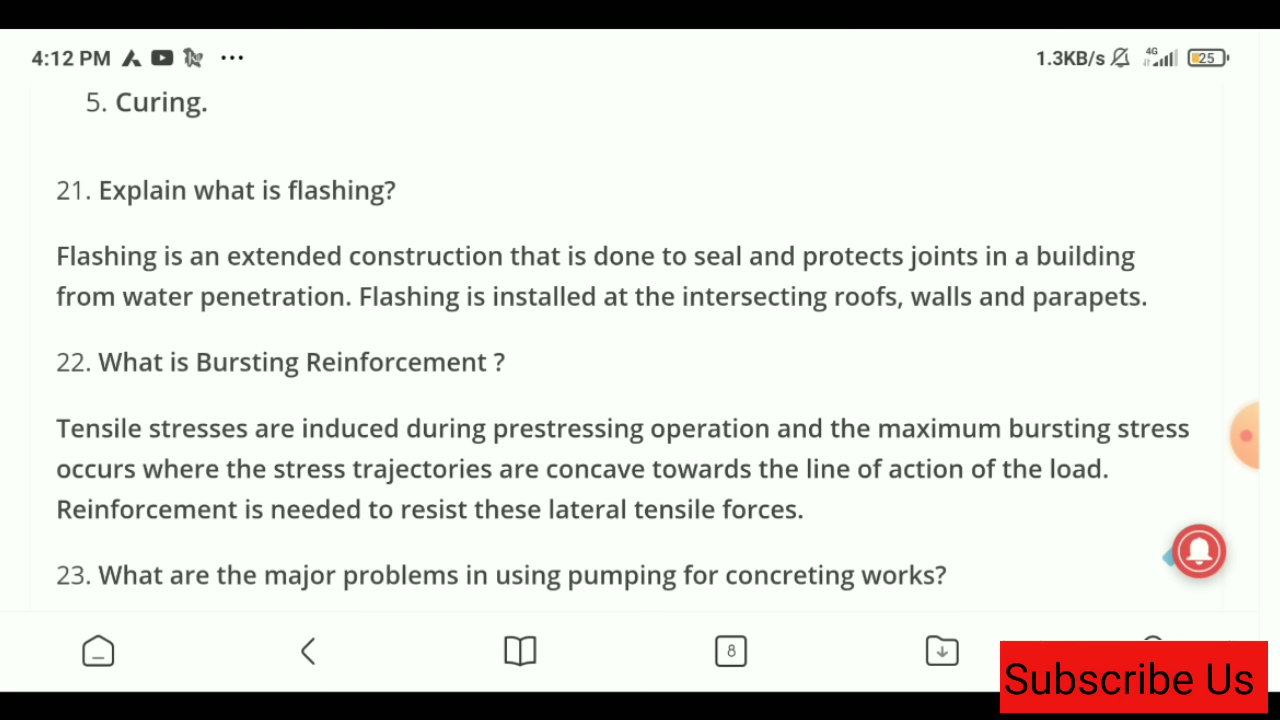 4:12 PM ... 1.3KB/s 4G 25
5. Curing.
21. Explain what is flashing?
Flashing is an extended construction that is done to seal and protects joints in a building
from water penetration. Flashing is installed at the intersecting roofs, walls and parapets.
22. What is Bursting Reinforcement ?
Tensile stresses are induced during prestressing operation and the maximum bursting stress
occurs where the stress trajectories are concave towards the line of action of the load.
Reinforcement is needed to resist these lateral tensile forces.
23. What are the major problems in using pumping for concreting works?
8
Subscribe Us